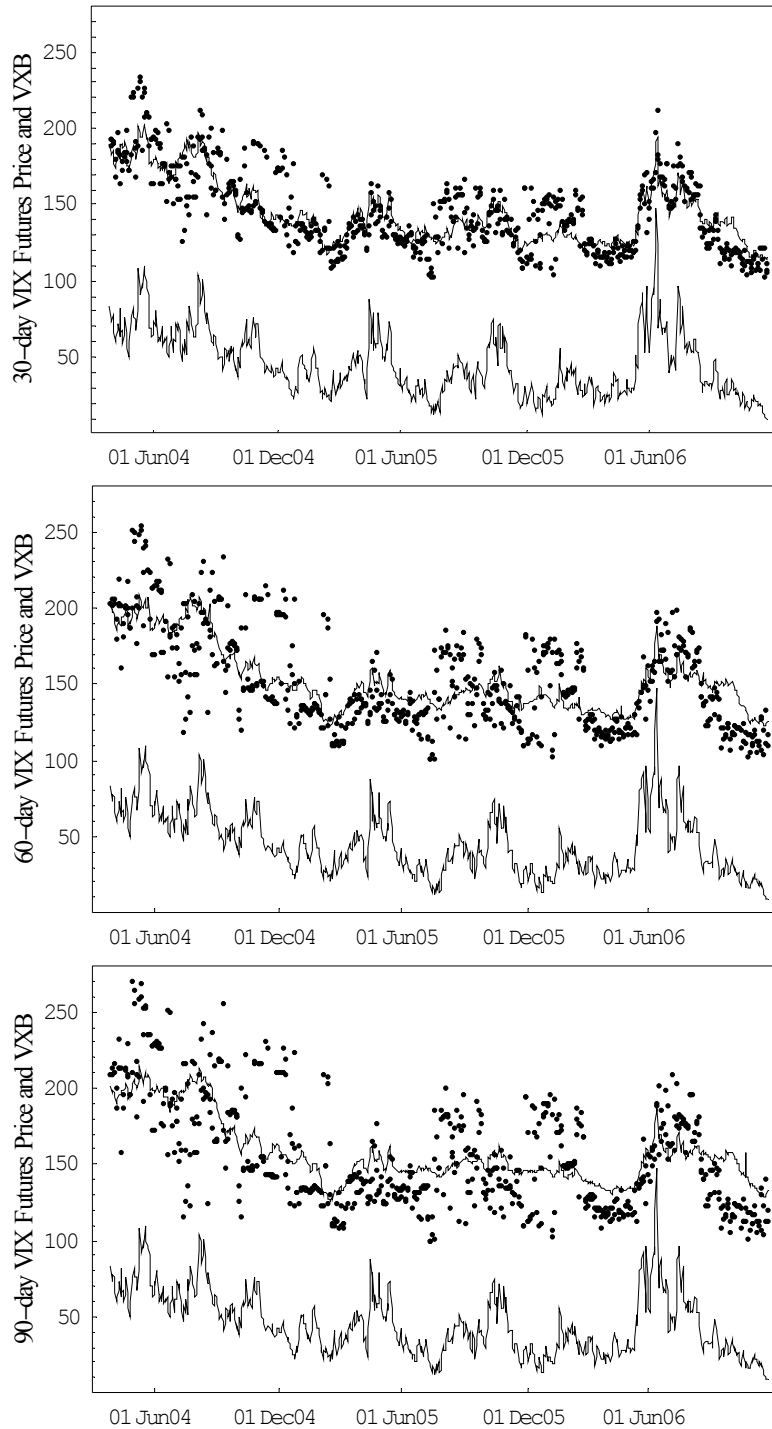 30-day VIX Futures Price and VXB
250
200
150
100
50
01 Jun04 01 Dec04 01 Jun05 01 Dec05 01 Jun06
60-day VIX Futures Price and VXB
250
200
150
100
50
01 Jun04 01 Dec04 01 Jun05 01 Dec05 01 Jun06
90-day VIX Futures Price and VXB
250
200
150
100
50
01 Jun04 01 Dec04 01 Jun05 01 Dec05 01 Jun06